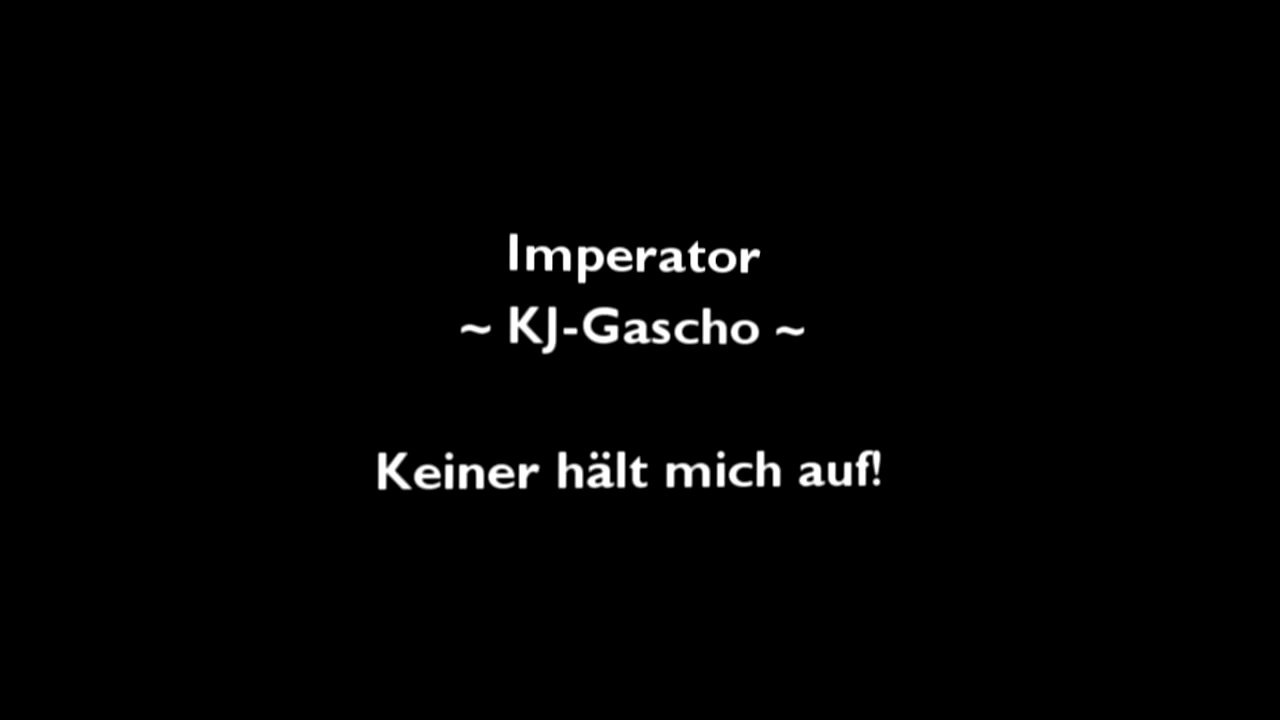 Imperator
~ KJ-Gascho ~
Keiner hält mich auf!